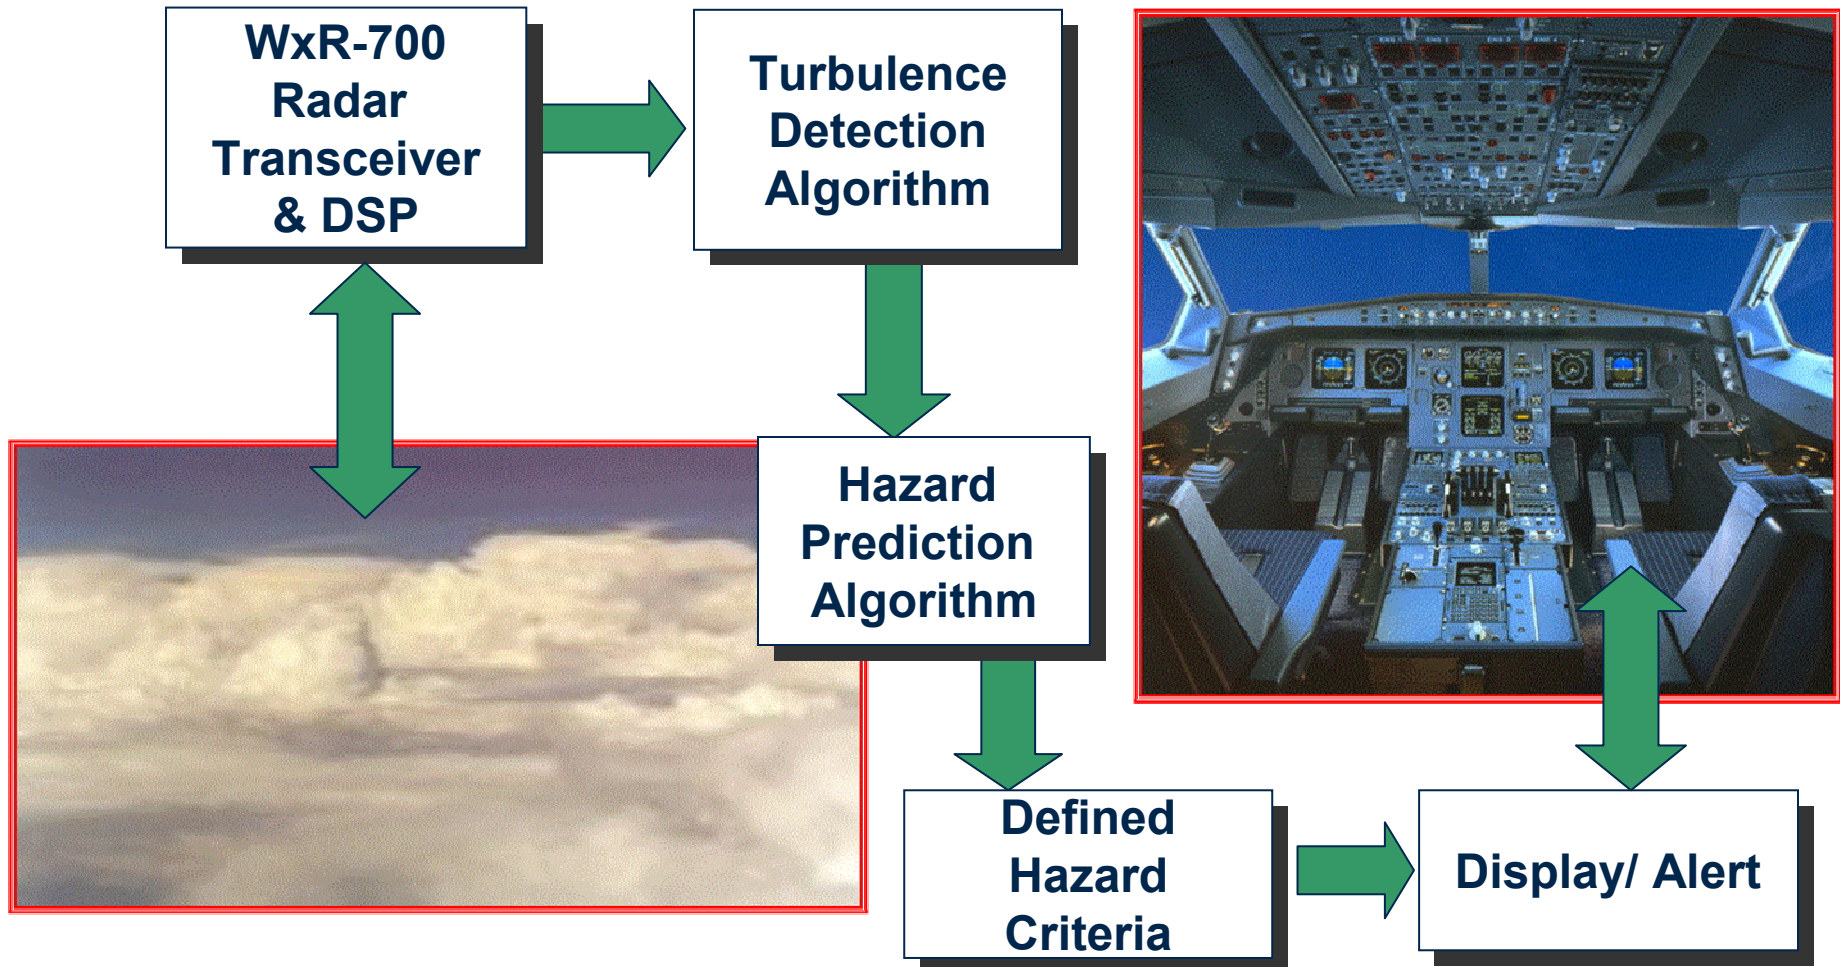 WxR-700
Radar
Transceiver
& DSP
Turbulence
Detection
Algorithm
Hazard
Prediction
Algorithm
Defined
Hazard
Criteria
Display/ Alert